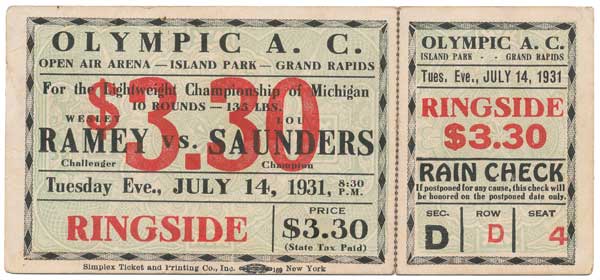 OLYMPIC A. C.
OPEN AIR ARENA — ISLAND PARK — GRAND RAPIDS
For the Lightweight Championship of Michigan
$3.30
10 ROUNDS — 135 LBS.
WESLEY LOU
RAMEY vs. SAUNDERS
Challenger Champion
Tuesday Eve., JULY 14, 1931, 8:30 P.M.
RINGSIDE
PRICE
$3.30
(State Tax Paid)
Simplex Ticket and Printing Co., Inc. 169 New York
OLYMPIC A. C.
ISLAND PARK - - GRAND RAPIDS
Tues. Eve., JULY 14, 1931
RINGSIDE
$3.30
RAIN CHECK
If postponed for any cause, this check will
be honored on the postponed date only.
SEC. ROW SEAT
D D 4